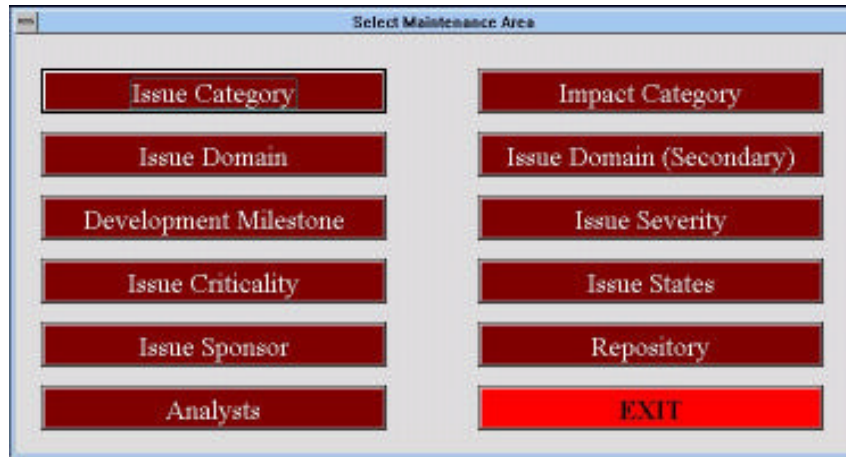 Select Maintenance Area
Issue Category
Impact Category
Issue Domain
Issue Domain (Secondary)
Development Milestone
Issue Severity
Issue Criticality
Issue States
Issue Sponsor
Repository
Analysts
EXIT